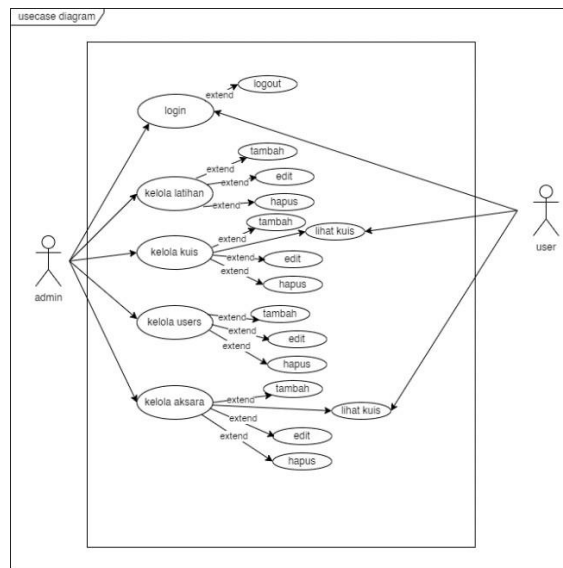 usecase diagram
logout
extend
login
tambah
extend
edit
extend
kelola latihan
hapus
extend
tambah
extend
lihat kuis
kelola kuis
extend
edit
extend
hapus
user
admin
extend
tambah
kelola users
extend
edit
extend
hapus
tambah
extend
kelola aksara
lihat kuis
extend
edit
extend
hapus